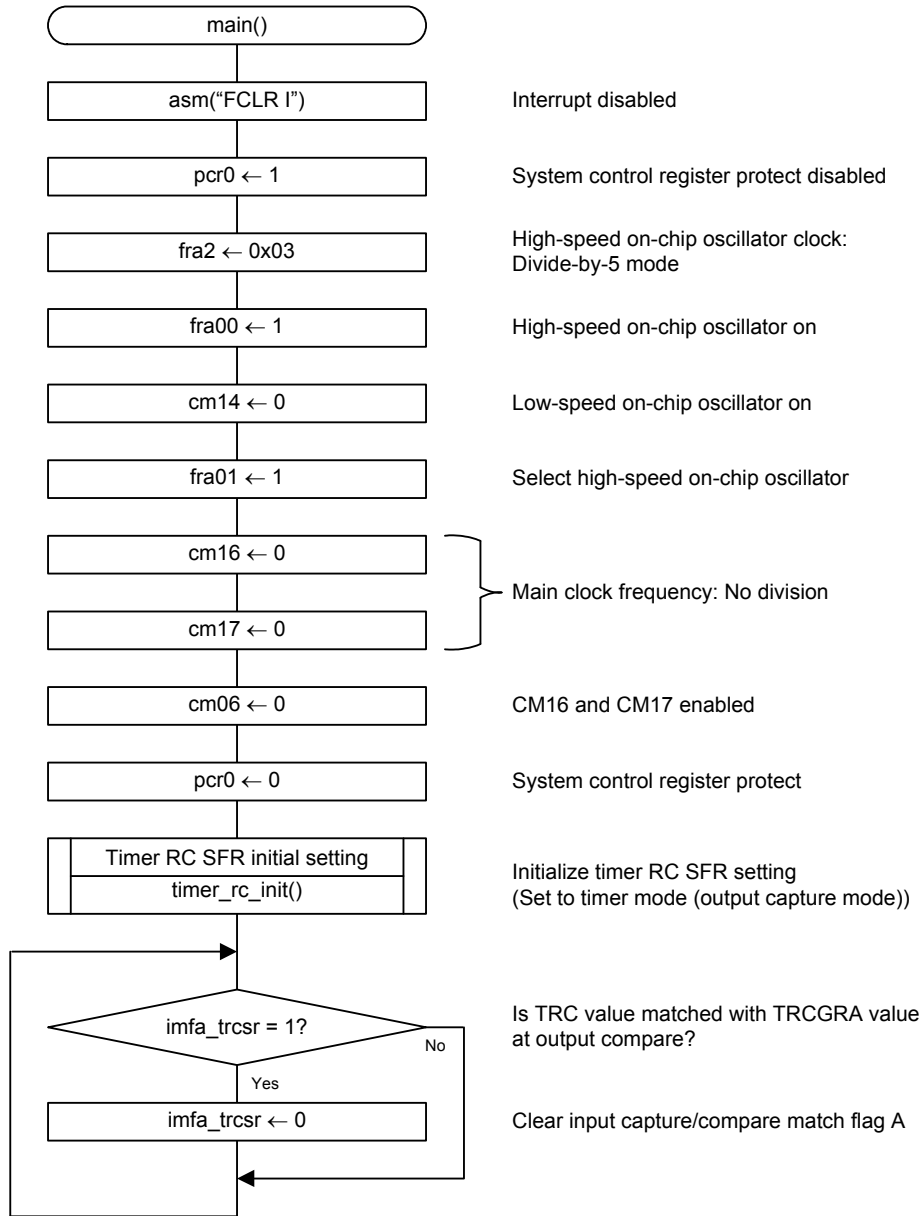 main()
asm(“FCLR I”)
Interrupt disabled
pcr0 ← 1
System control register protect disabled
fra2 ← 0x03
High-speed on-chip oscillator clock:
Divide-by-5 mode
fra00 ← 1
High-speed on-chip oscillator on
cm14 ← 0
Low-speed on-chip oscillator on
fra01 ← 1
Select high-speed on-chip oscillator
cm16 ← 0
Main clock frequency: No division
cm17 ← 0
cm06 ← 0
CM16 and CM17 enabled
pcr0 ← 0
System control register protect
Timer RC SFR initial setting
timer_rc_init()
Initialize timer RC SFR setting
(Set to timer mode (output capture mode))
imfa_trcsr = 1?
Is TRC value matched with TRCGRA value
at output compare?
No
Yes
imfa_trcsr ← 0
Clear input capture/compare match flag A